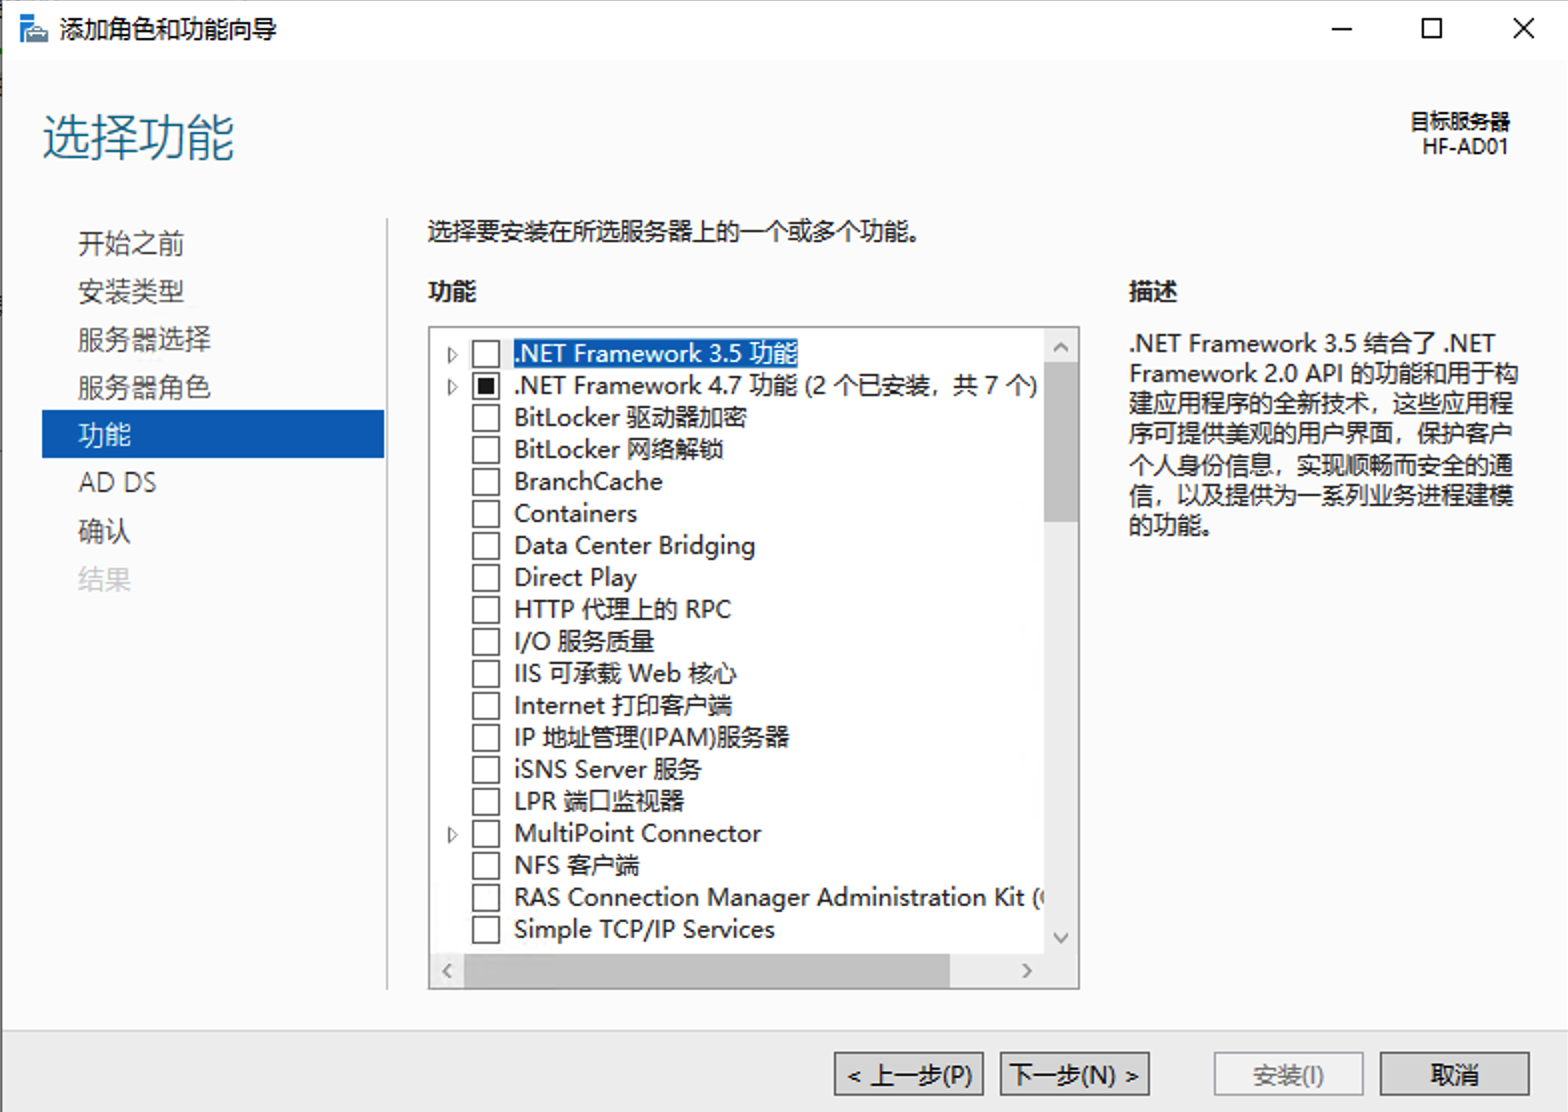 添加角色和功能向导
选择功能
目标服务器
HF-AD01
开始之前
安装类型
服务器选择
服务器角色
功能
AD DS
确认
结果
选择要安装在所选服务器上的一个或多个功能。
功能
.NET Framework 3.5 功能
.NET Framework 4.7 功能 (2 个已安装，共 7 个)
BitLocker 驱动器加密
BitLocker 网络解锁
BranchCache
Containers
Data Center Bridging
Direct Play
HTTP 代理上的 RPC
I/O 服务质量
IIS 可承载 Web 核心
Internet 打印客户端
IP 地址管理(IPAM)服务器
iSNS Server 服务
LPR 端口监视器
MultiPoint Connector
NFS 客户端
RAS Connection Manager Administration Kit (
Simple TCP/IP Services
描述
.NET Framework 3.5 结合了 .NET
Framework 2.0 API 的功能和用于构
建应用程序的全新技术，这些应用程
序可提供美观的用户界面，保护客户
个人身份信息，实现顺畅而安全的通
信，以及提供为一系列业务进程建模
的功能。
< 上一步(P)
下一步(N) >
安装(I)
取消